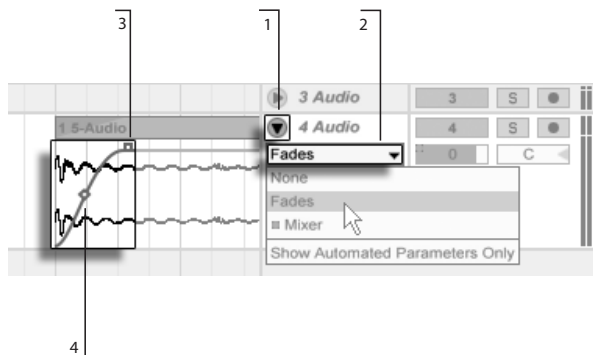 3 1 2
3 Audio 3 S
1 5-Audio 4 Audio 4 S
Fades 0 C
None
Fades
Mixer
Show Automated Parameters Only
4